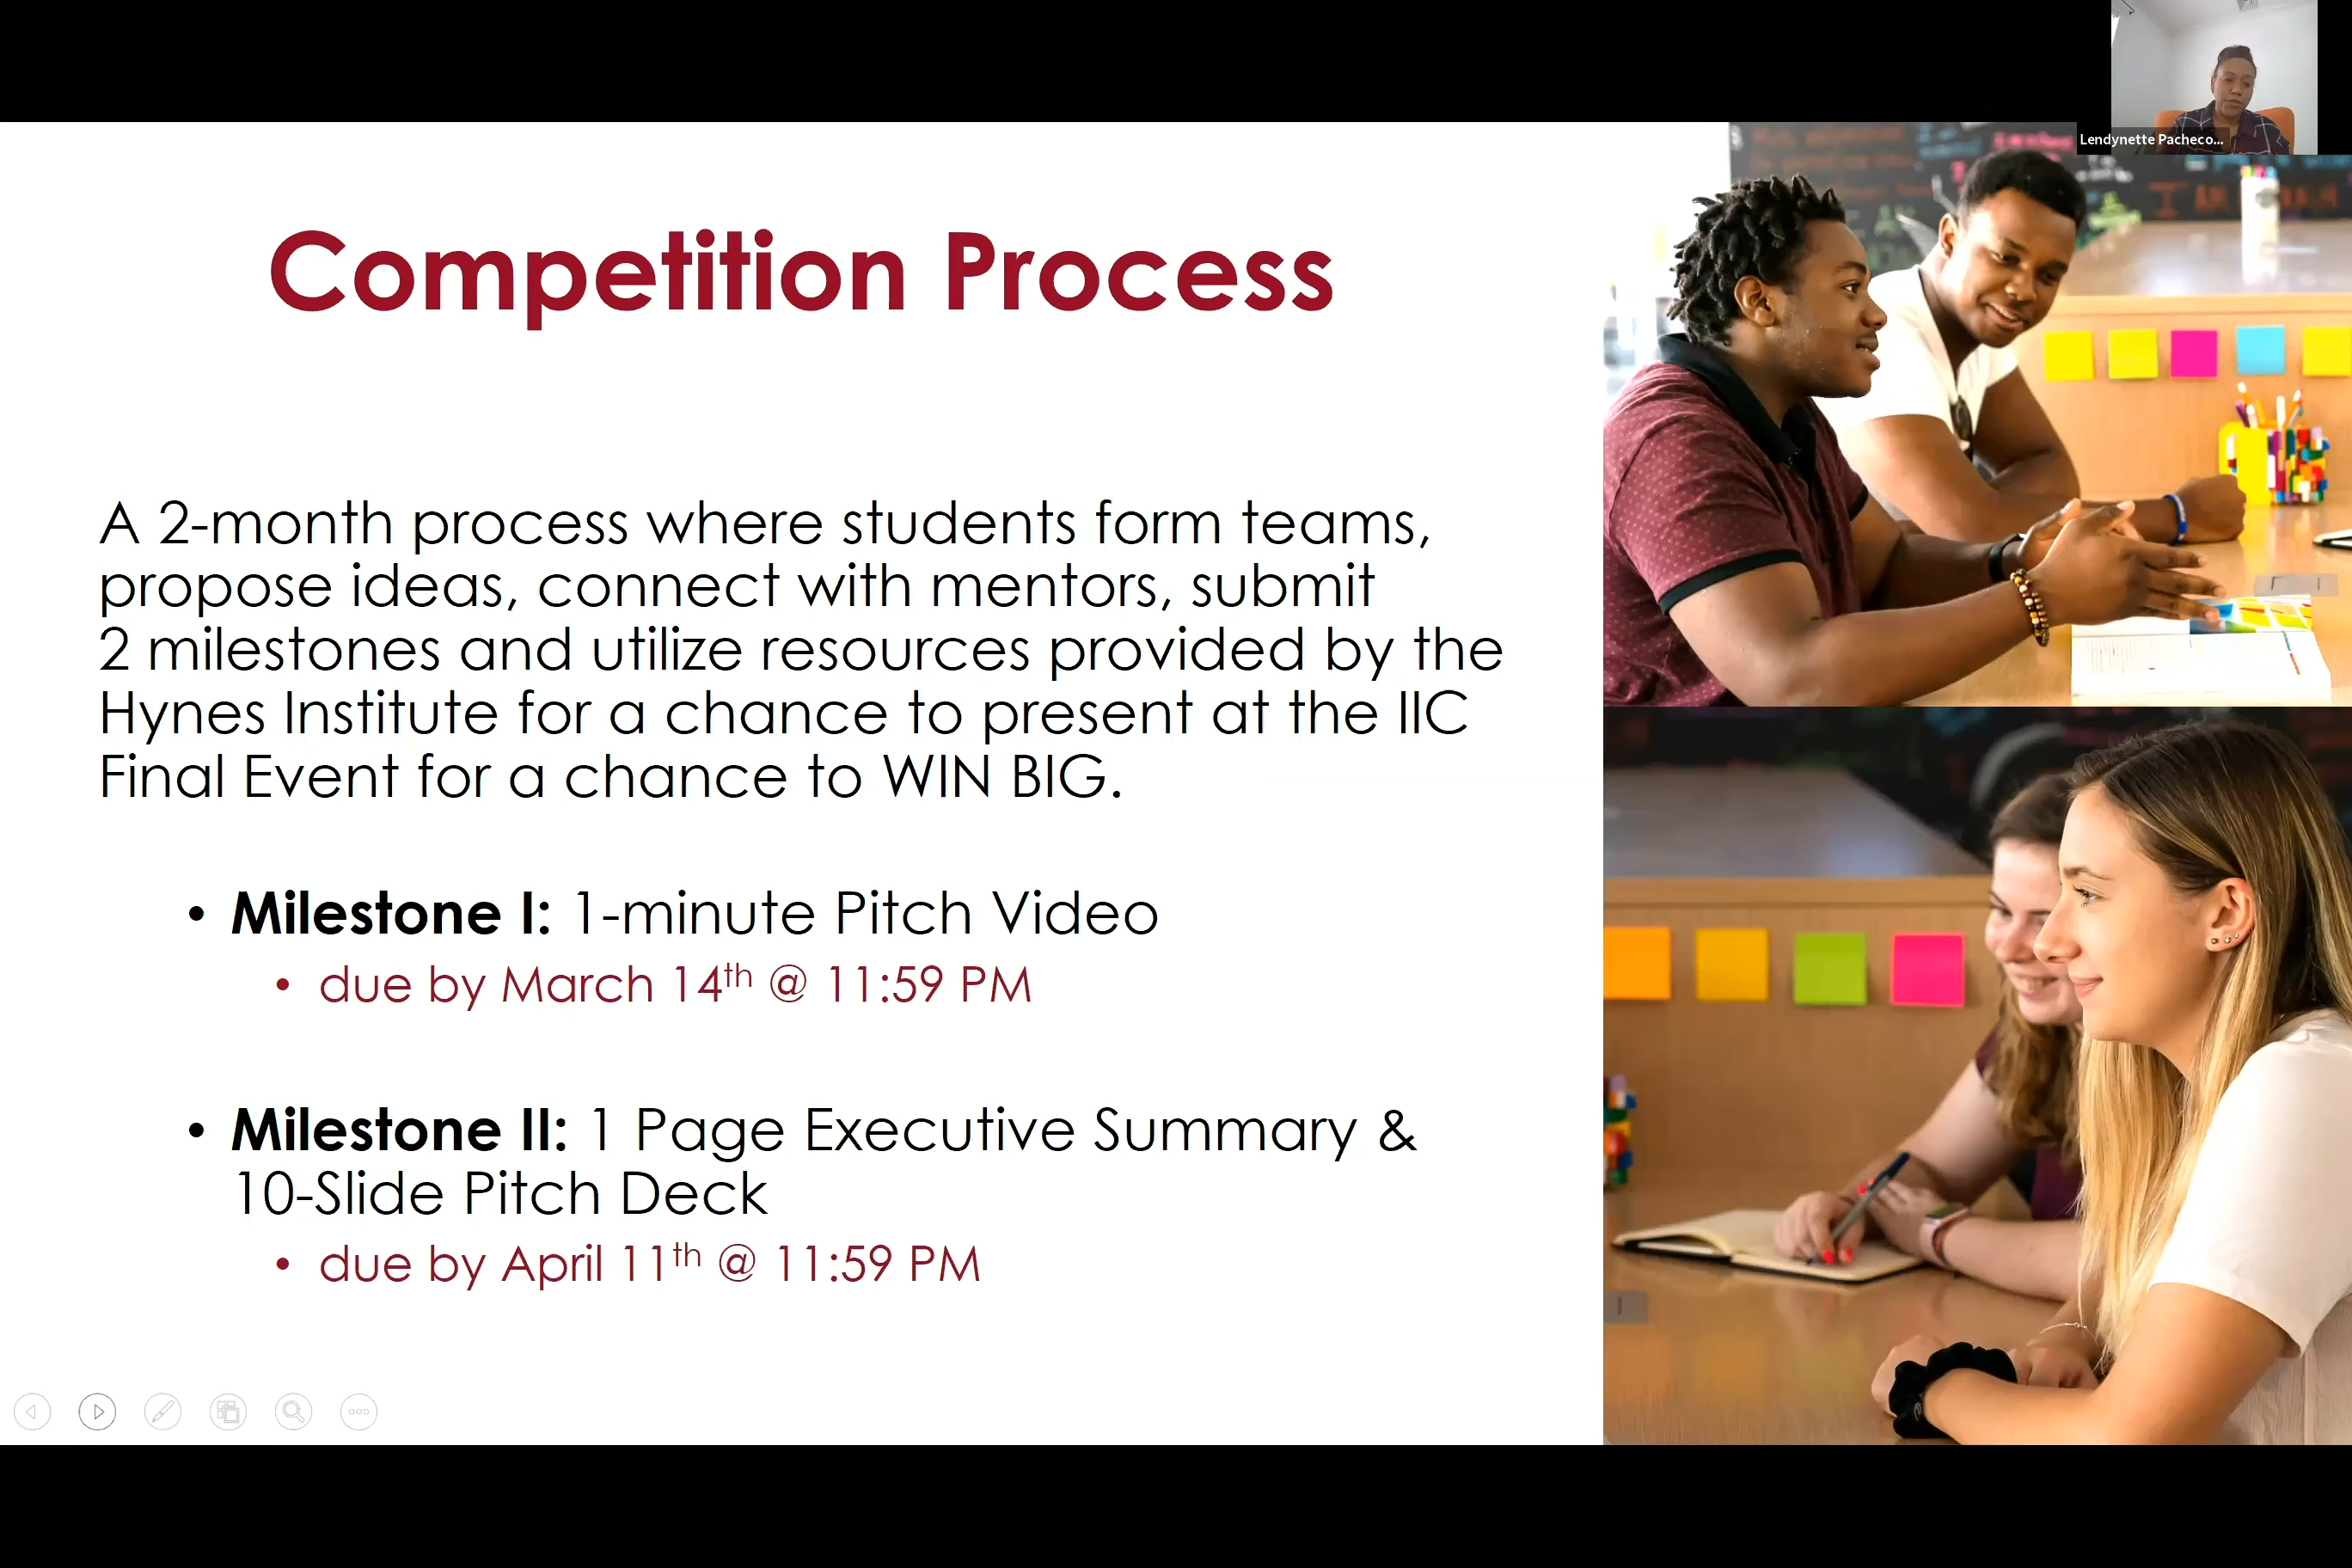 Lendynette Pacheco...
Competition Process
A 2-month process where students form teams,
propose ideas, connect with mentors, submit
2 milestones and utilize resources provided by the
Hynes Institute for a chance to present at the IIC
Final Event for a chance to WIN BIG.
• Milestone I: 1-minute Pitch Video
• due by March 14th @ 11:59 PM
• Milestone II: 1 Page Executive Summary &
10-Slide Pitch Deck
• due by April 11th @ 11:59 PM